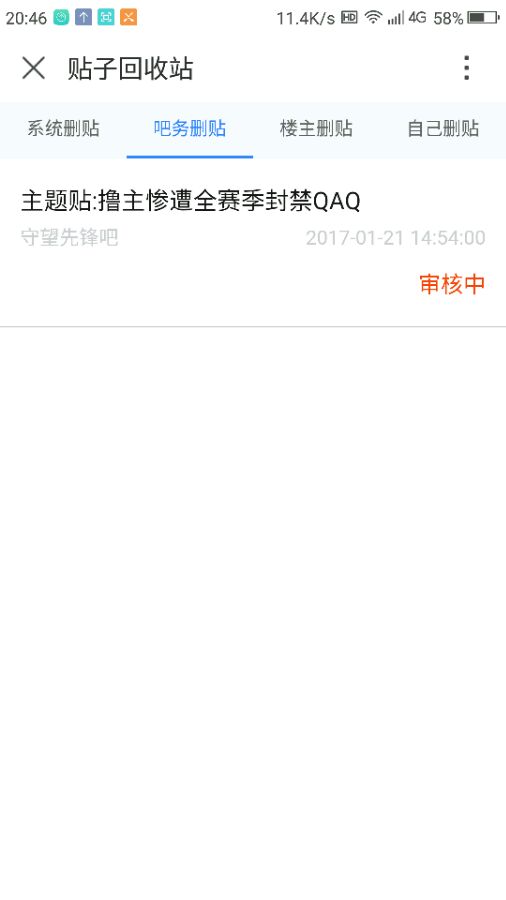 20:46 11.4K/s HD 4G 58%
贴子回收站
系统删贴 吧务删贴 楼主删贴 自己删贴
主题贴:撸主惨遭全赛季封禁QAQ
守望先锋吧 2017-01-21 14:54:00
审核中